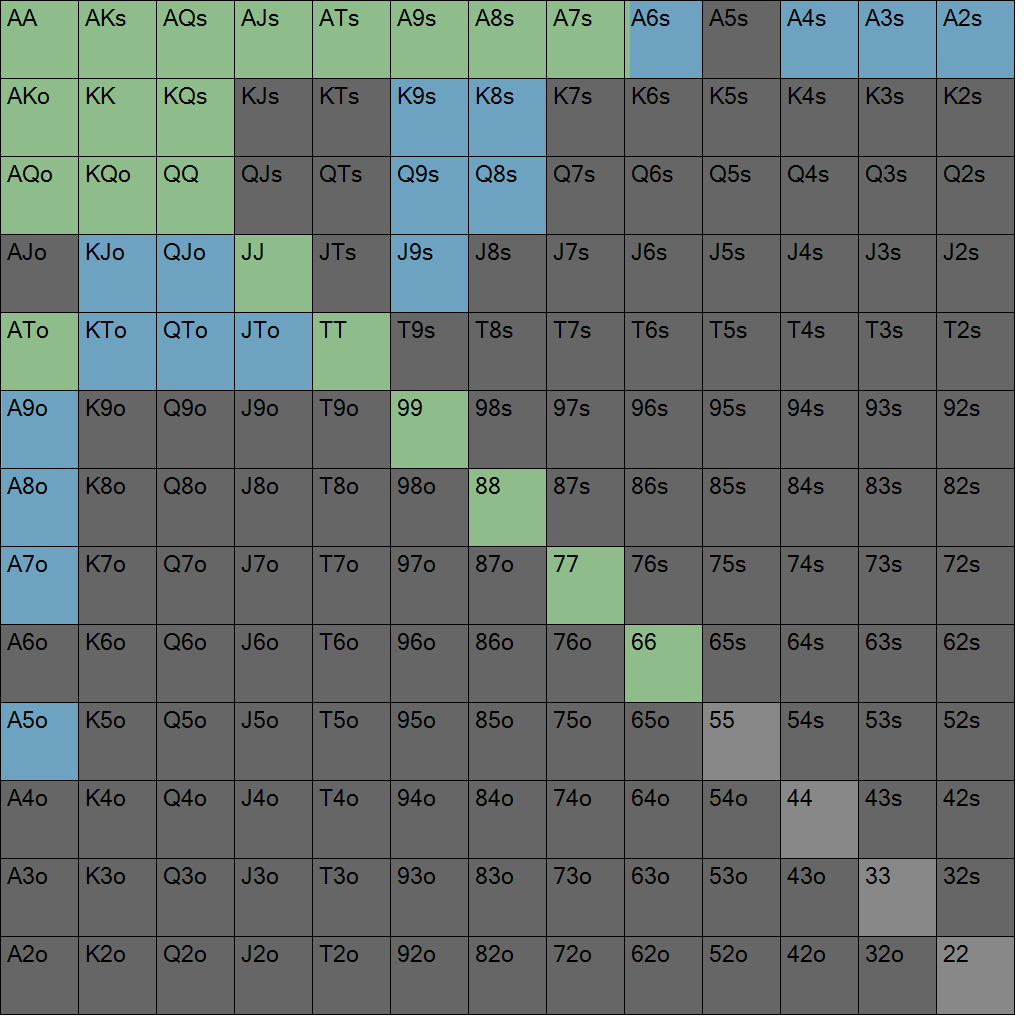 AA AKs AQs AJs ATs A9s A8s A7s A6s A5s A4s A3s A2s
AKo KK KQs KJs KTs K9s K8s K7s K6s K5s K4s K3s K2s
AQo KQo QQ QJs QTs Q9s Q8s Q7s Q6s Q5s Q4s Q3s Q2s
AJo KJo QJo JJ JTs J9s J8s J7s J6s J5s J4s J3s J2s
ATo KTo QTo JTo TT T9s T8s T7s T6s T5s T4s T3s T2s
A9o K9o Q9o J9o T9o 99 98s 97s 96s 95s 94s 93s 92s
A8o K8o Q8o J8o T8o 98o 88 87s 86s 85s 84s 83s 82s
A7o K7o Q7o J7o T7o 97o 87o 77 76s 75s 74s 73s 72s
A6o K6o Q6o J6o T6o 96o 86o 76o 66 65s 64s 63s 62s
A5o K5o Q5o J5o T5o 95o 85o 75o 65o 55 54s 53s 52s
A4o K4o Q4o J4o T4o 94o 84o 74o 64o 54o 44 43s 42s
A3o K3o Q3o J3o T3o 93o 83o 73o 63o 53o 43o 33 32s
A2o K2o Q2o J2o T2o 92o 82o 72o 62o 52o 42o 32o 22